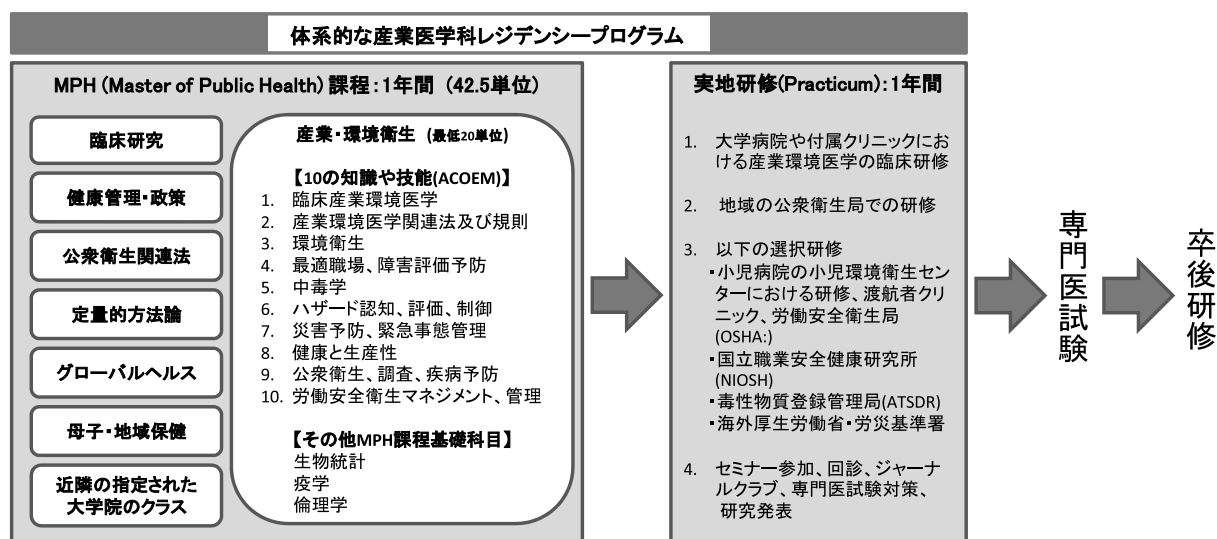 体系的な産業医学科レジデンシープログラム
MPH (Master of Public Health) 課程:1年間 (42.5単位)
臨床研究
健康管理・政策
公衆衛生関連法
定量的方法論
グローバルヘルス
母子・地域保健
近隣の指定された
大学院のクラス
産業・環境衛生 (最低20単位)
【10の知識や技能(ACOEM)】
1. 臨床産業環境医学
2. 産業環境医学関連法及び規則
3. 環境衛生
4. 最適職場、障害評価予防
5. 中毒学
6. ハザード認知、評価、制御
7. 災害予防、緊急事態管理
8. 健康と生産性
9. 公衆衛生、調査、疾病予防
10. 労働安全衛生マネジメント、管理
【その他MPH課程基礎科目】
生物統計
疫学
倫理学
実地研修(Practicum):1年間
1. 大学病院や付属クリニックにお
ける産業環境医学の臨床研修
2. 地域の公衆衛生局での研修
3. 以下の選択研修
・小児病院の小児環境衛生セン
ターにおける研修、渡航者クリ
ニック、労働安全衛生局
(OSHA:)
・国立職業安全健康研究所
(NIOSH)
・毒性物質登録管理局(ATSDR)
・海外厚生労働省・労災基準署
4. セミナー参加、回診、ジャーナ
ルクラブ、専門医試験対策、
研究発表
専門医試験
卒後研修